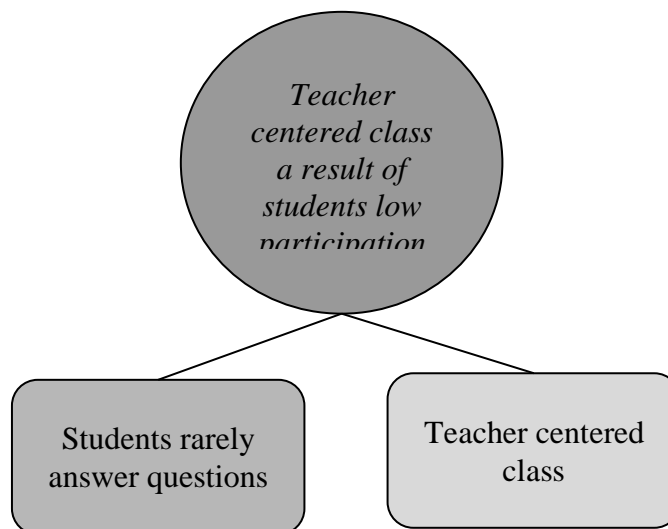 Teacher
centered class
a result of
students low
participation
Students rarely
answer questions
Teacher centered
class